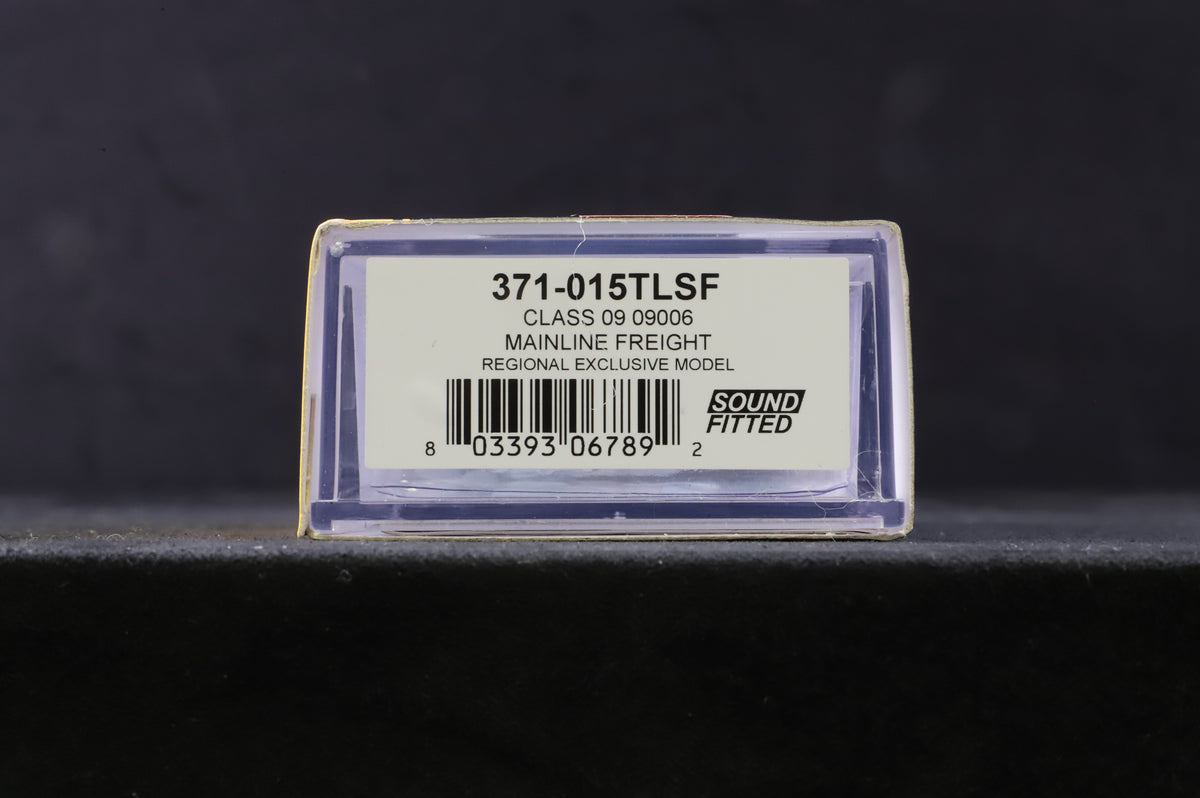 371-015TLSF
CLASS 09 09006
MAINLINE FREIGHT
REGIONAL EXCLUSIVE MODEL
SOUND
FITTED
8 03393 06789 2